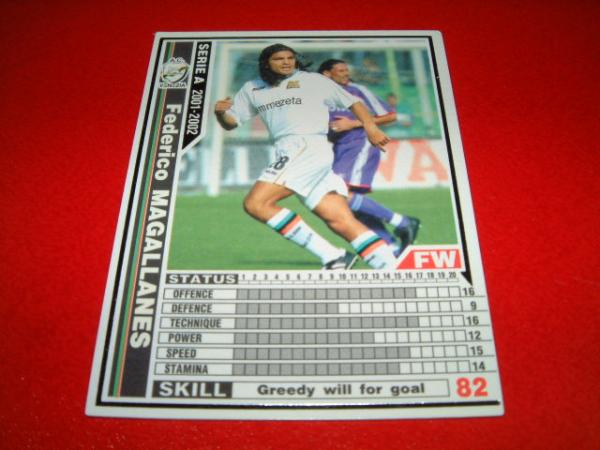 A.C.
VENEZIA
SERIE A 2001-2002
Federico MAGALLANES
mmezeta
FW
STATUS 1 2 3 4 5 6 7 8 9 10 11 12 13 14 15 16 17 18 19 20
OFFENCE 16
DEFENCE 9
TECHNIQUE 16
POWER 12
SPEED 15
STAMINA 14
SKILL Greedy will for goal 82